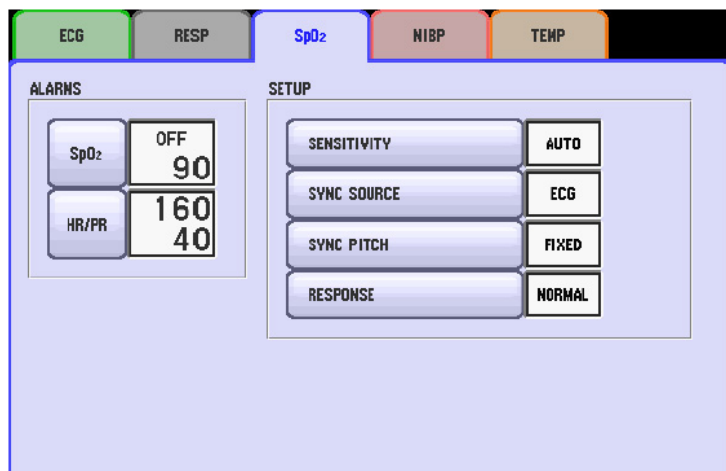 ECG RESP SpO₂ NIBP TEMP
ALARMS SETUP
SpO₂ OFF 90
HR/PR 160 40
SENSITIVITY AUTO
SYNC SOURCE ECG
SYNC PITCH FIXED
RESPONSE NORMAL